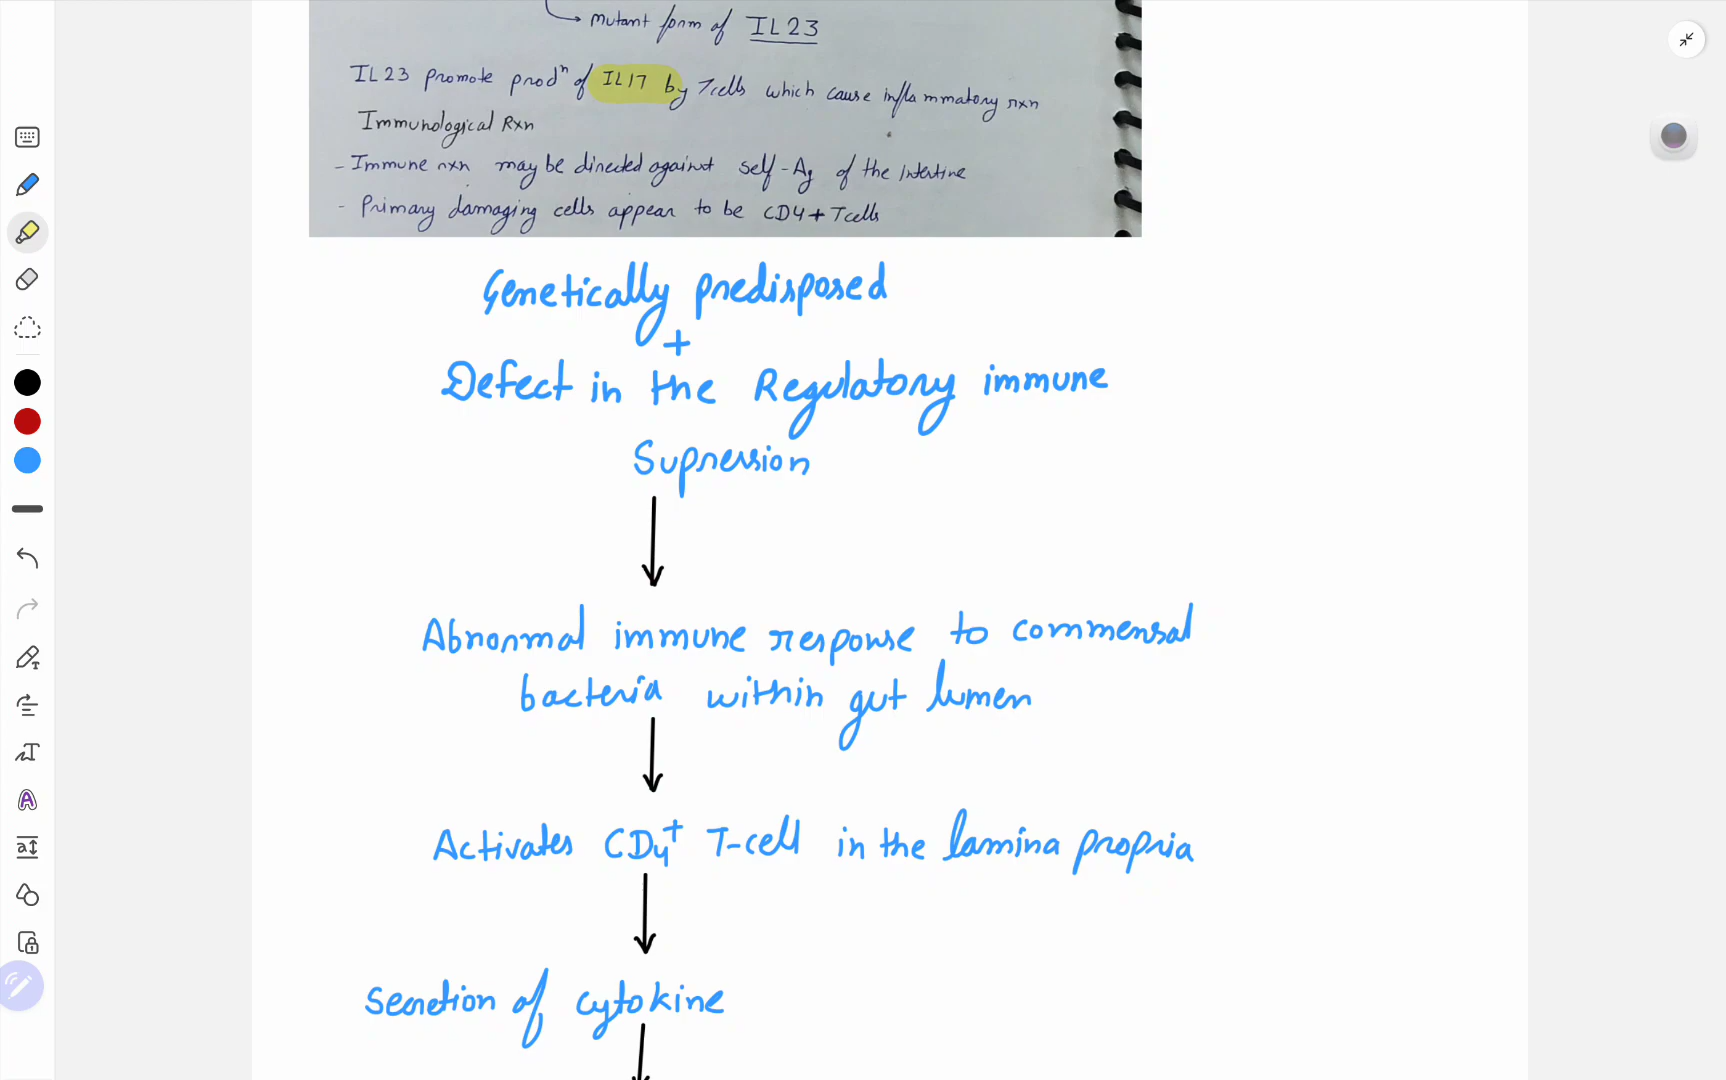 mutant form of IL23
IL23 promote prodⁿ of IL17 by Tcells which cause inflammatory rxn
Immunological Rxn
- Immune rxn may be directed against self-Ag of the Intestine
- Primary damaging cells appear to be CD4+ Tcells
Genetically predisposed
+
Defect in the Regulatory immune
Supression
Abnormal immune response to commensal
bacteria within gut lumen
Activates CD4⁺ T-cell in the lamina propria
Secretion of cytokine